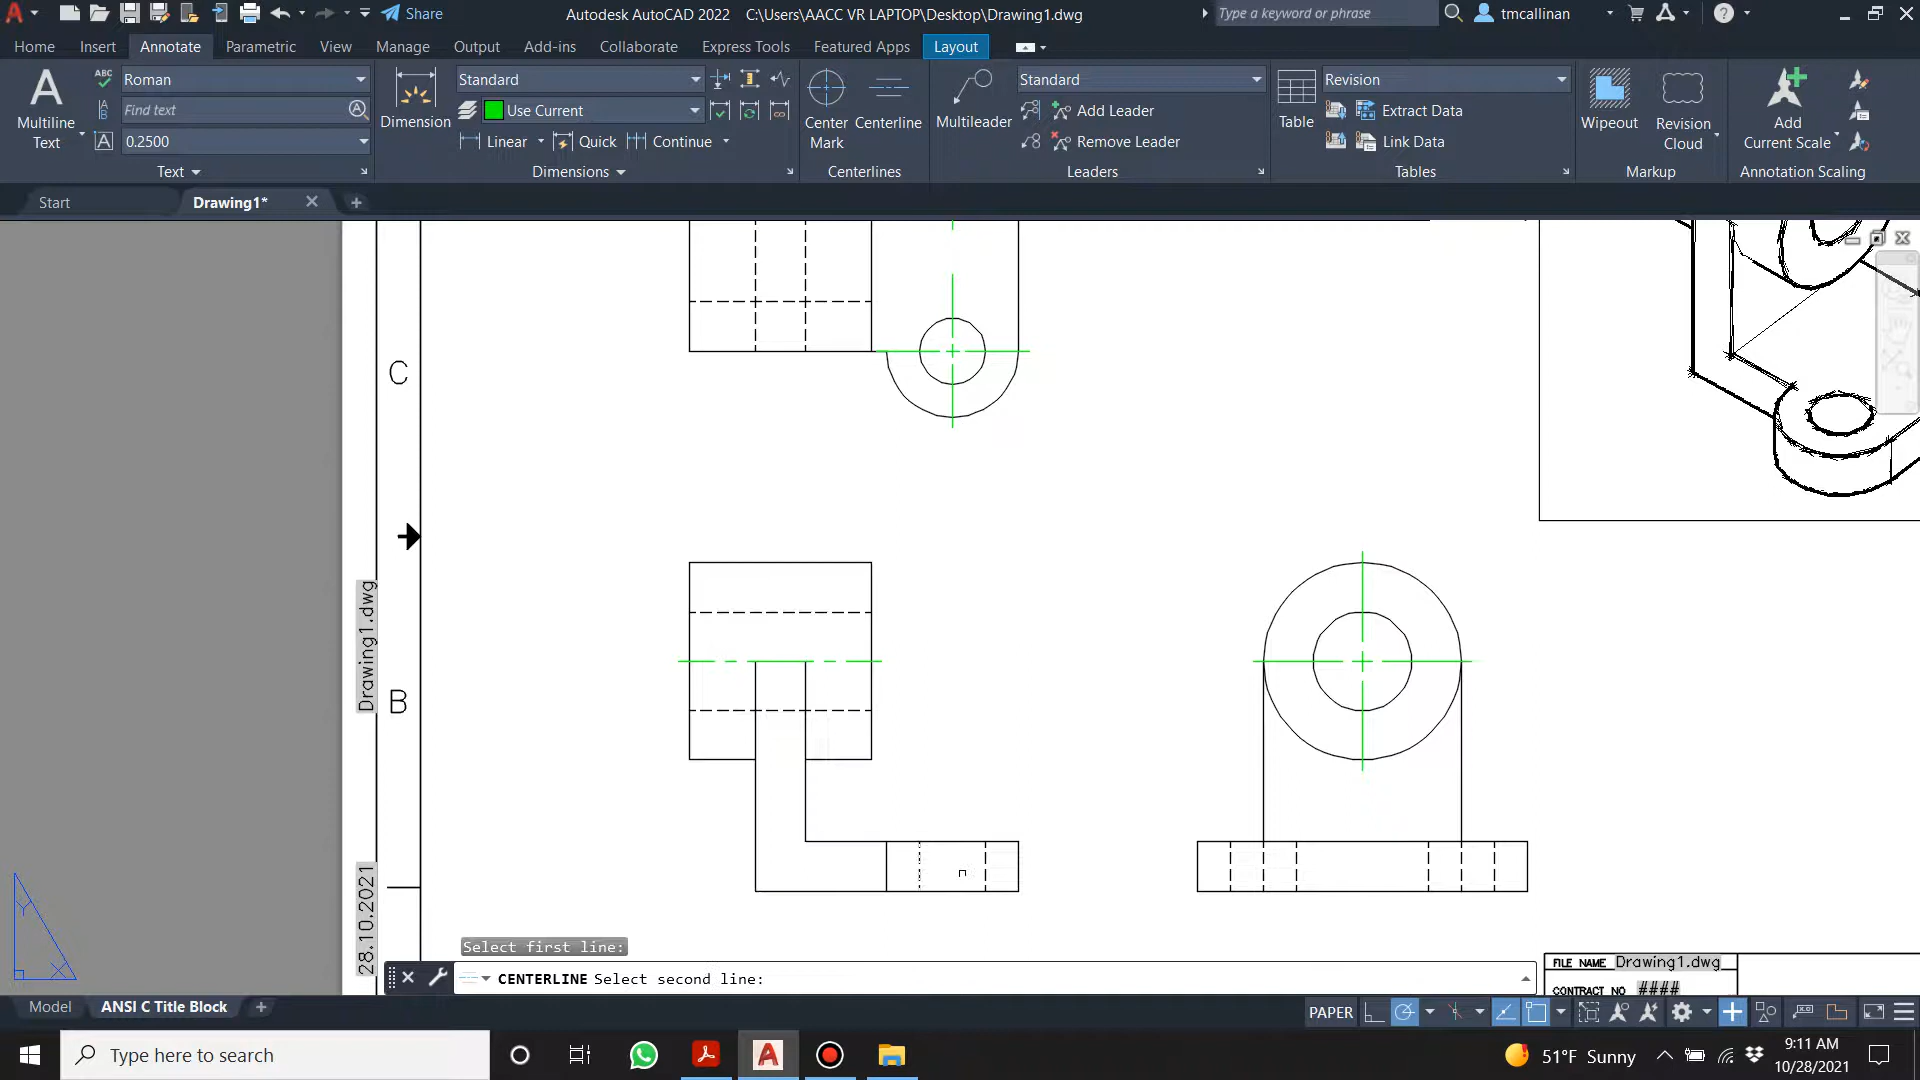 Share
Autodesk AutoCAD 2022 C:\Users\AACC VR LAPTOP\Desktop\Drawing1.dwg
Type a keyword or phrase
tmcallinan
Home Insert Annotate Parametric View Manage Output Add-ins Collaborate Express Tools Featured Apps Layout
Multiline
Text
Roman
Find text
0.2500
Text
Dimension
Standard
Use Current
Linear
Quick
Continue
Dimensions
Center
Mark
Centerline
Centerlines
Multileader
Standard
Add Leader
Remove Leader
Leaders
Table
Revision
Extract Data
Link Data
Tables
Wipeout
Revision
Cloud
Markup
Add
Current Scale
Annotation Scaling
Start
Drawing1*
C
B
Drawing1.dwg
28.10.2021
Y
X
Select first line:
CENTERLINE Select second line:
FILE NAME Drawing1.dwg
CONTRACT NO ####
Model
ANSI C Title Block
PAPER
Type here to search
51°F Sunny
9:11 AM
10/28/2021